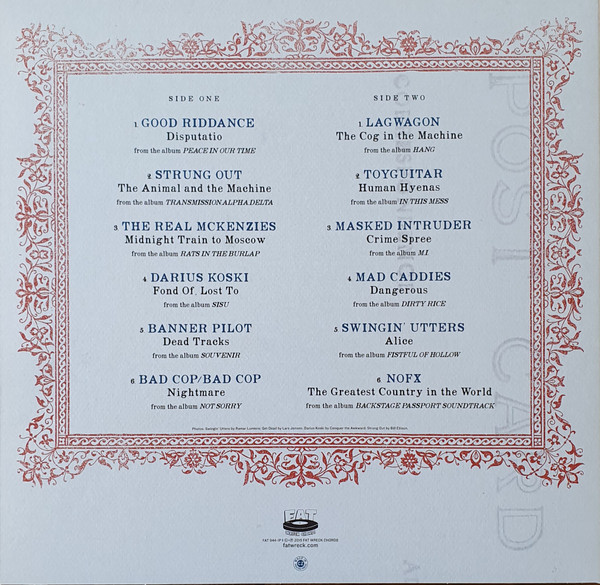 SIDE ONE
1. GOOD RIDDANCE
Disputatio
from the album PEACE IN OUR TIME
2. STRUNG OUT
The Animal and the Machine
from the album TRANSMISSION.ALPHA.DELTA
3. THE REAL MCKENZIES
Midnight Train to Moscow
from the album RATS IN THE BURLAP
4. DARIUS KOSKI
Fond Of, Lost To
from the album SISU
5. BANNER PILOT
Dead Tracks
from the album SOUVENIR
6. BAD COP/BAD COP
Nightmare
from the album NOT SORRY
SIDE TWO
1. LAGWAGON
The Cog in the Machine
from the album HANG
2. TOYGUITAR
Human Hyenas
from the album IN THIS MESS
3. MASKED INTRUDER
Crime Spree
from the album M.I.
4. MAD CADDIES
Dangerous
from the album DIRTY RICE
5. SWINGIN' UTTERS
Alice
from the album FISTFUL OF HOLLOW
6. NOFX
The Greatest Country in the World
from the album BACKSTAGE PASSPORT SOUNDTRACK
POST CARD
FAT
fatwreck.com